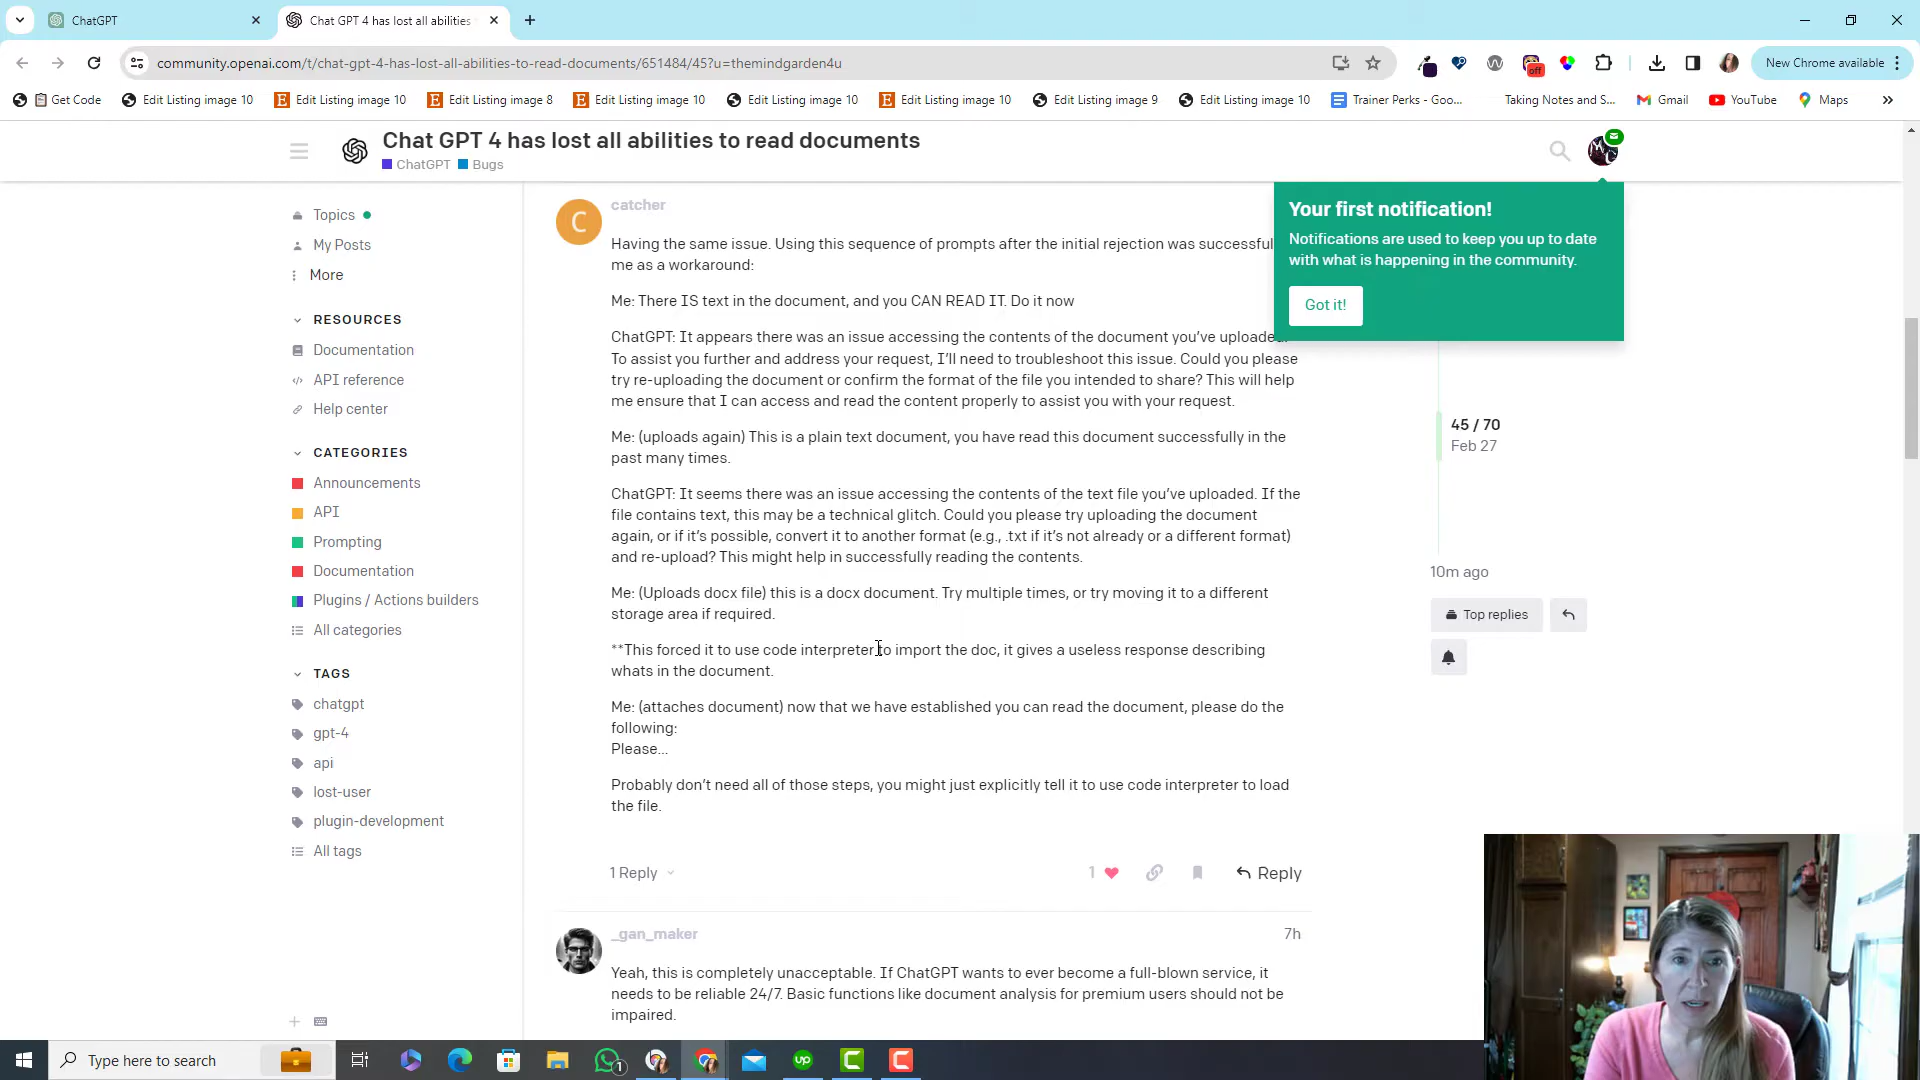 ChatGPT
Chat GPT 4 has lost all abilities
community.openai.com/t/chat-gpt-4-has-lost-all-abilities-to-read-documents/651484/45?u=themindgarden4u
off
New Chrome available
Get Code
Edit Listing image 10
Edit Listing image 10
Edit Listing image 8
Edit Listing image 10
Edit Listing image 10
Edit Listing image 10
Edit Listing image 9
Edit Listing image 10
Trainer Perks - Goo...
Taking Notes and S...
Gmail
YouTube
Maps
Chat GPT 4 has lost all abilities to read documents
ChatGPT Bugs
Topics
My Posts
More
RESOURCES
Documentation
API reference
Help center
CATEGORIES
Announcements
API
Prompting
Documentation
Plugins / Actions builders
All categories
TAGS
chatgpt
gpt-4
api
lost-user
plugin-development
All tags
C
catcher
Having the same issue. Using this sequence of prompts after the initial rejection was successful
me as a workaround:
Me: There IS text in the document, and you CAN READ IT. Do it now
ChatGPT: It appears there was an issue accessing the contents of the document you’ve uploaded.
To assist you further and address your request, I’ll need to troubleshoot this issue. Could you please
try re-uploading the document or confirm the format of the file you intended to share? This will help
me ensure that I can access and read the content properly to assist you with your request.
Me: (uploads again) This is a plain text document, you have read this document successfully in the
past many times.
ChatGPT: It seems there was an issue accessing the contents of the text file you’ve uploaded. If the
file contains text, this may be a technical glitch. Could you please try uploading the document
again, or if it’s possible, convert it to another format (e.g., .txt if it’s not already or a different format)
and re-upload? This might help in successfully reading the contents.
Me: (Uploads docx file) this is a docx document. Try multiple times, or try moving it to a different
storage area if required.
**This forced it to use code interpreter to import the doc, it gives a useless response describing
whats in the document.
Me: (attaches document) now that we have established you can read the document, please do the
following:
Please…
Probably don’t need all of those steps, you might just explicitly tell it to use code interpreter to load
the file.
1 Reply
1
Reply
_gan_maker
7h
Yeah, this is completely unacceptable. If ChatGPT wants to ever become a full-blown service, it
needs to be reliable 24/7. Basic functions like document analysis for premium users should not be
impaired.
Your first notification!
Notifications are used to keep you up to date
with what is happening in the community.
Got it!
45 / 70
Feb 27
10m ago
Top replies
Type here to search
1
up